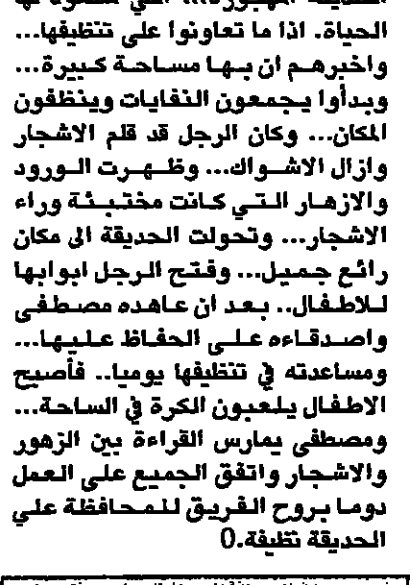 الحياة. اذا ما تعاونوا على تنظيفها...
واخبرهم ان بها مساحة كبيرة...
وبدأوا يجمعون النفايات وينظفون
المكان... وكان الرجل قد قلم الاشجار
وازال الاشواك... وظهرت الورود
والازهار التي كانت مختبئة وراء
الاشجار... وتحولت الحديقة الى مكان
رائع جميل... وفتح الرجل ابوابها
للاطفال.. بعد ان عاهده مصطفى
واصدقاءه على الحفاظ عليها...
ومساعدته في تنظيفها يوميا.. فأصبح
الاطفال يلعبون الكرة في الساحة...
ومصطفى يمارس القراءة بين الزهور
والاشجار واتفق الجميع على العمل
دوما بروح الفريق للمحافظة علي
الحديقة نظيفة.0